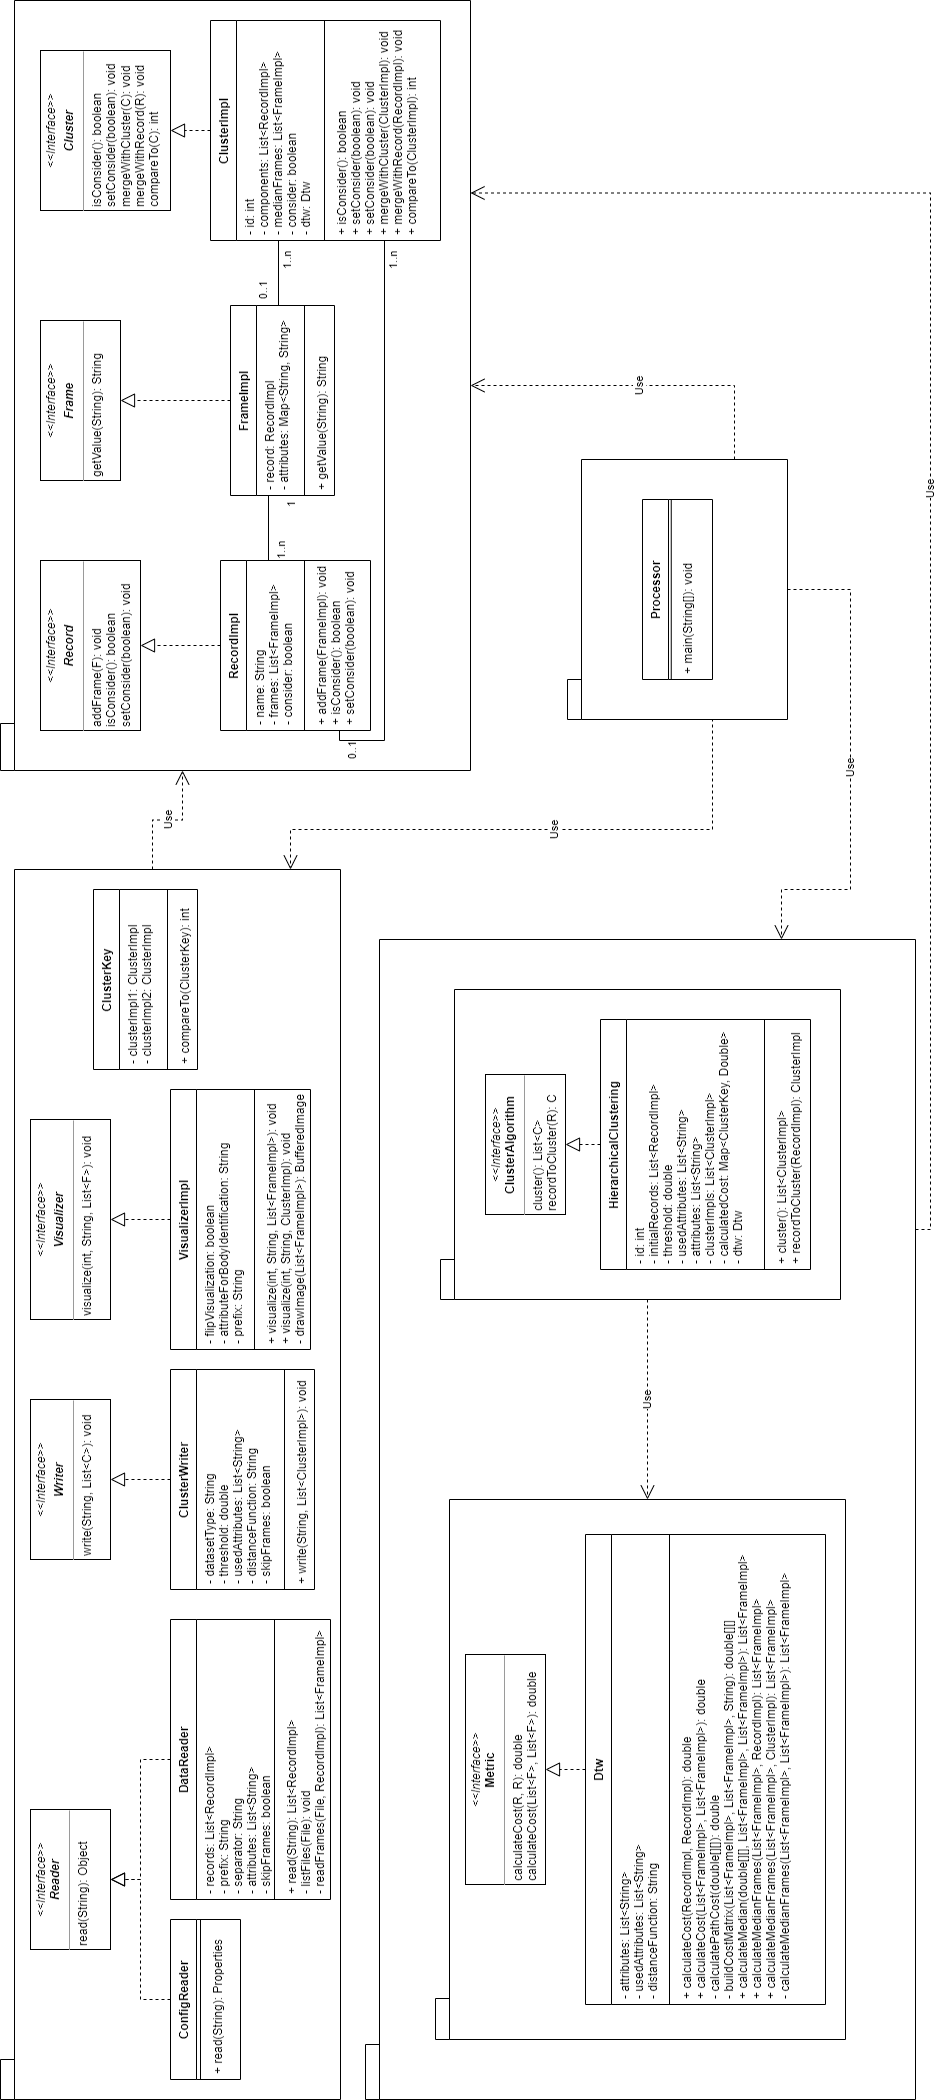 <<Interface>>
Reader
read(String): Object
ConfigReader
+ read(String): Properties
DataReader
- records: List<RecordImpl>
- prefix: String
- separator: String
- attributes: List<String>
- skipFrames: boolean
+ read(String): List<RecordImpl>
- listFiles(File): void
- readFrames(File, RecordImpl): List<FrameImpl>
<<Interface>>
Writer
write(String, List<C>): void
ClusterWriter
- datasetType: String
- threshold: double
- usedAttributes: List<String>
- distanceFunction: String
- skipFrames: boolean
+ write(String, List<ClusterImpl>): void
<<Interface>>
Visualizer
visualize(int, String, List<F>): void
VisualizerImpl
- flipVisualization: boolean
- attributeForBodyIdentification: String
- prefix: String
+ visualize(int, String, List<FrameImpl>): void
+ visualize(int, String, ClusterImpl): void
- drawImage(List<FrameImpl>): BufferedImage
ClusterKey
- clusterImpl1: ClusterImpl
- clusterImpl2: ClusterImpl
+ compareTo(ClusterKey): int
Use
<<Interface>>
Record
addFrame(F): void
isConsider(): boolean
setConsider(boolean): void
RecordImpl
- name: String
- frames: List<FrameImpl>
- consider: boolean
+ addFrame(FrameImpl): void
+ isConsider(): boolean
+ setConsider(boolean): void
0..1
1..n
1
<<Interface>>
Frame
getValue(String): String
FrameImpl
- record: RecordImpl
- attributes: Map<String, String>
+ getValue(String): String
0..1
1..n
1..n
<<Interface>>
Cluster
isConsider(): boolean
setConsider(boolean): void
mergeWithCluster(C): void
mergeWithRecord(R): void
compareTo(C): int
ClusterImpl
- id: int
- components: List<RecordImpl>
- medianFrames: List<FrameImpl>
- consider: boolean
- dtw: Dtw
+ isConsider(): boolean
+ setConsider(boolean): void
+ setConsider(boolean): void
+ mergeWithCluster(ClusterImpl): void
+ mergeWithRecord(RecordImpl): void
+ compareTo(ClusterImpl): int
Use
Use
Processor
+ main(String[]): void
Use
Use
<<Interface>>
Metric
calculateCost(R, R): double
calculateCost(List<F>, List<F>): double
Dtw
- attributes: List<String>
- usedAttributes: List<String>
- distanceFunction: String
+ calculateCost(RecordImpl, RecordImpl): double
+ calculateCost(List<FrameImpl>, List<FrameImpl>): double
- calculatePathCost(double[][]): double
- buildCostMatrix(List<FrameImpl>, List<FrameImpl>, String): double[][]
+ calculateMedian(double[][], List<FrameImpl>, List<FrameImpl>): List<FrameImpl>
+ calculateMedianFrames(List<FrameImpl>, RecordImpl): List<FrameImpl>
+ calculateMedianFrames(List<FrameImpl>, ClusterImpl): List<FrameImpl>
- calculateMedianFrames(List<FrameImpl>, List<FrameImpl>): List<FrameImpl>
Use
<<Interface>>
ClusterAlgorithm
cluster(): List<C>
recordToCluster(R): C
HierarchicalClustering
- id: int
- initialRecords: List<RecordImpl>
- threshold: double
- usedAttributes: List<String>
- attributes: List<String>
- clusterImpls: List<ClusterImpl>
- calculatedCost: Map<ClusterKey, Double>
- dtw: Dtw
+ cluster(): List<ClusterImpl>
+ recordToCluster(RecordImpl): ClusterImpl